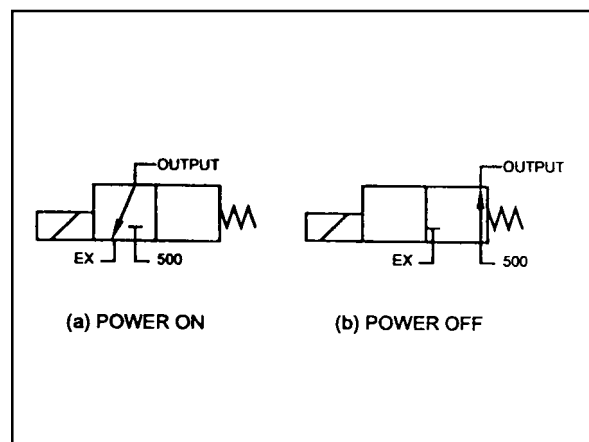 OUTPUT
EX
500
(a) POWER ON
OUTPUT
EX
500
(b) POWER OFF